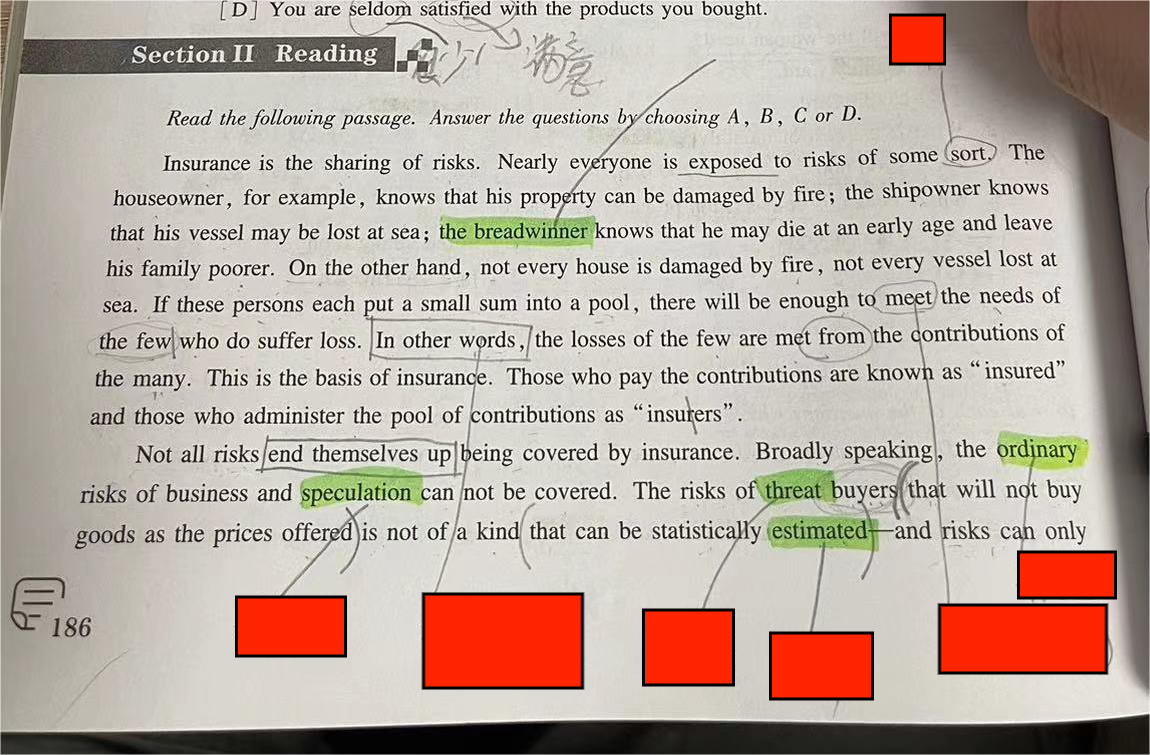 [D] You are seldom satisfied with the products you bought.
Section II Reading
很少 满意
Read the following passage. Answer the questions by choosing A, B, C or D.
Insurance is the sharing of risks. Nearly everyone is exposed to risks of some sort. The
houseowner, for example, knows that his property can be damaged by fire; the shipowner knows
that his vessel may be lost at sea; the breadwinner knows that he may die at an early age and leave
his family poorer. On the other hand, not every house is damaged by fire, not every vessel lost at
sea. If these persons each put a small sum into a pool, there will be enough to meet the needs of
the few who do suffer loss. In other words, the losses of the few are met from the contributions of
the many. This is the basis of insurance. Those who pay the contributions are known as “insured”
and those who administer the pool of contributions as “insurers”.
Not all risks end themselves up being covered by insurance. Broadly speaking, the ordinary
risks of business and speculation can not be covered. The risks of threat buyers that will not buy
goods as the prices offered is not of a kind that can be statistically estimated—and risks can only
186